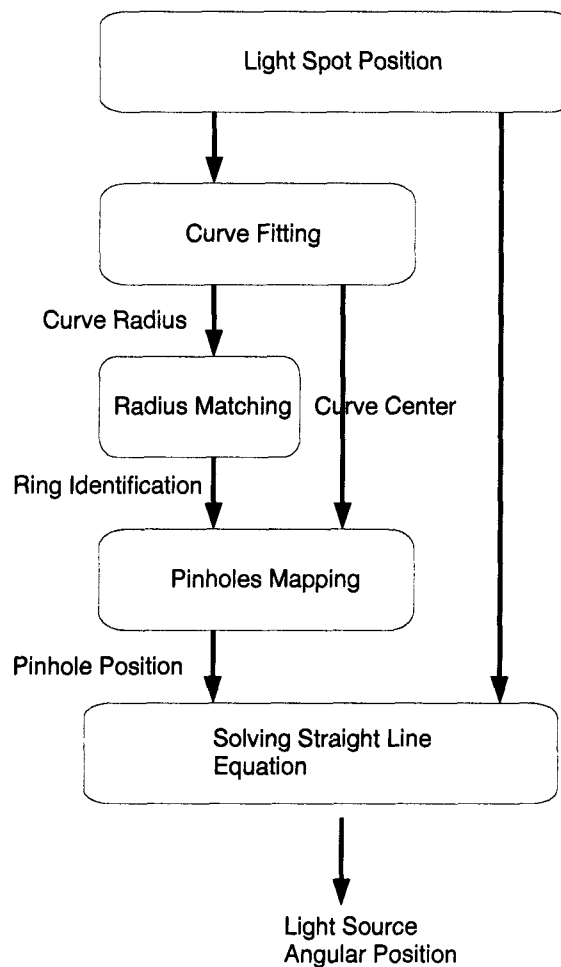 Light Spot Position
Curve Fitting
Curve Radius
Radius Matching
Curve Center
Ring Identification
Pinholes Mapping
Pinhole Position
Solving Straight Line
Equation
Light Source
Angular Position